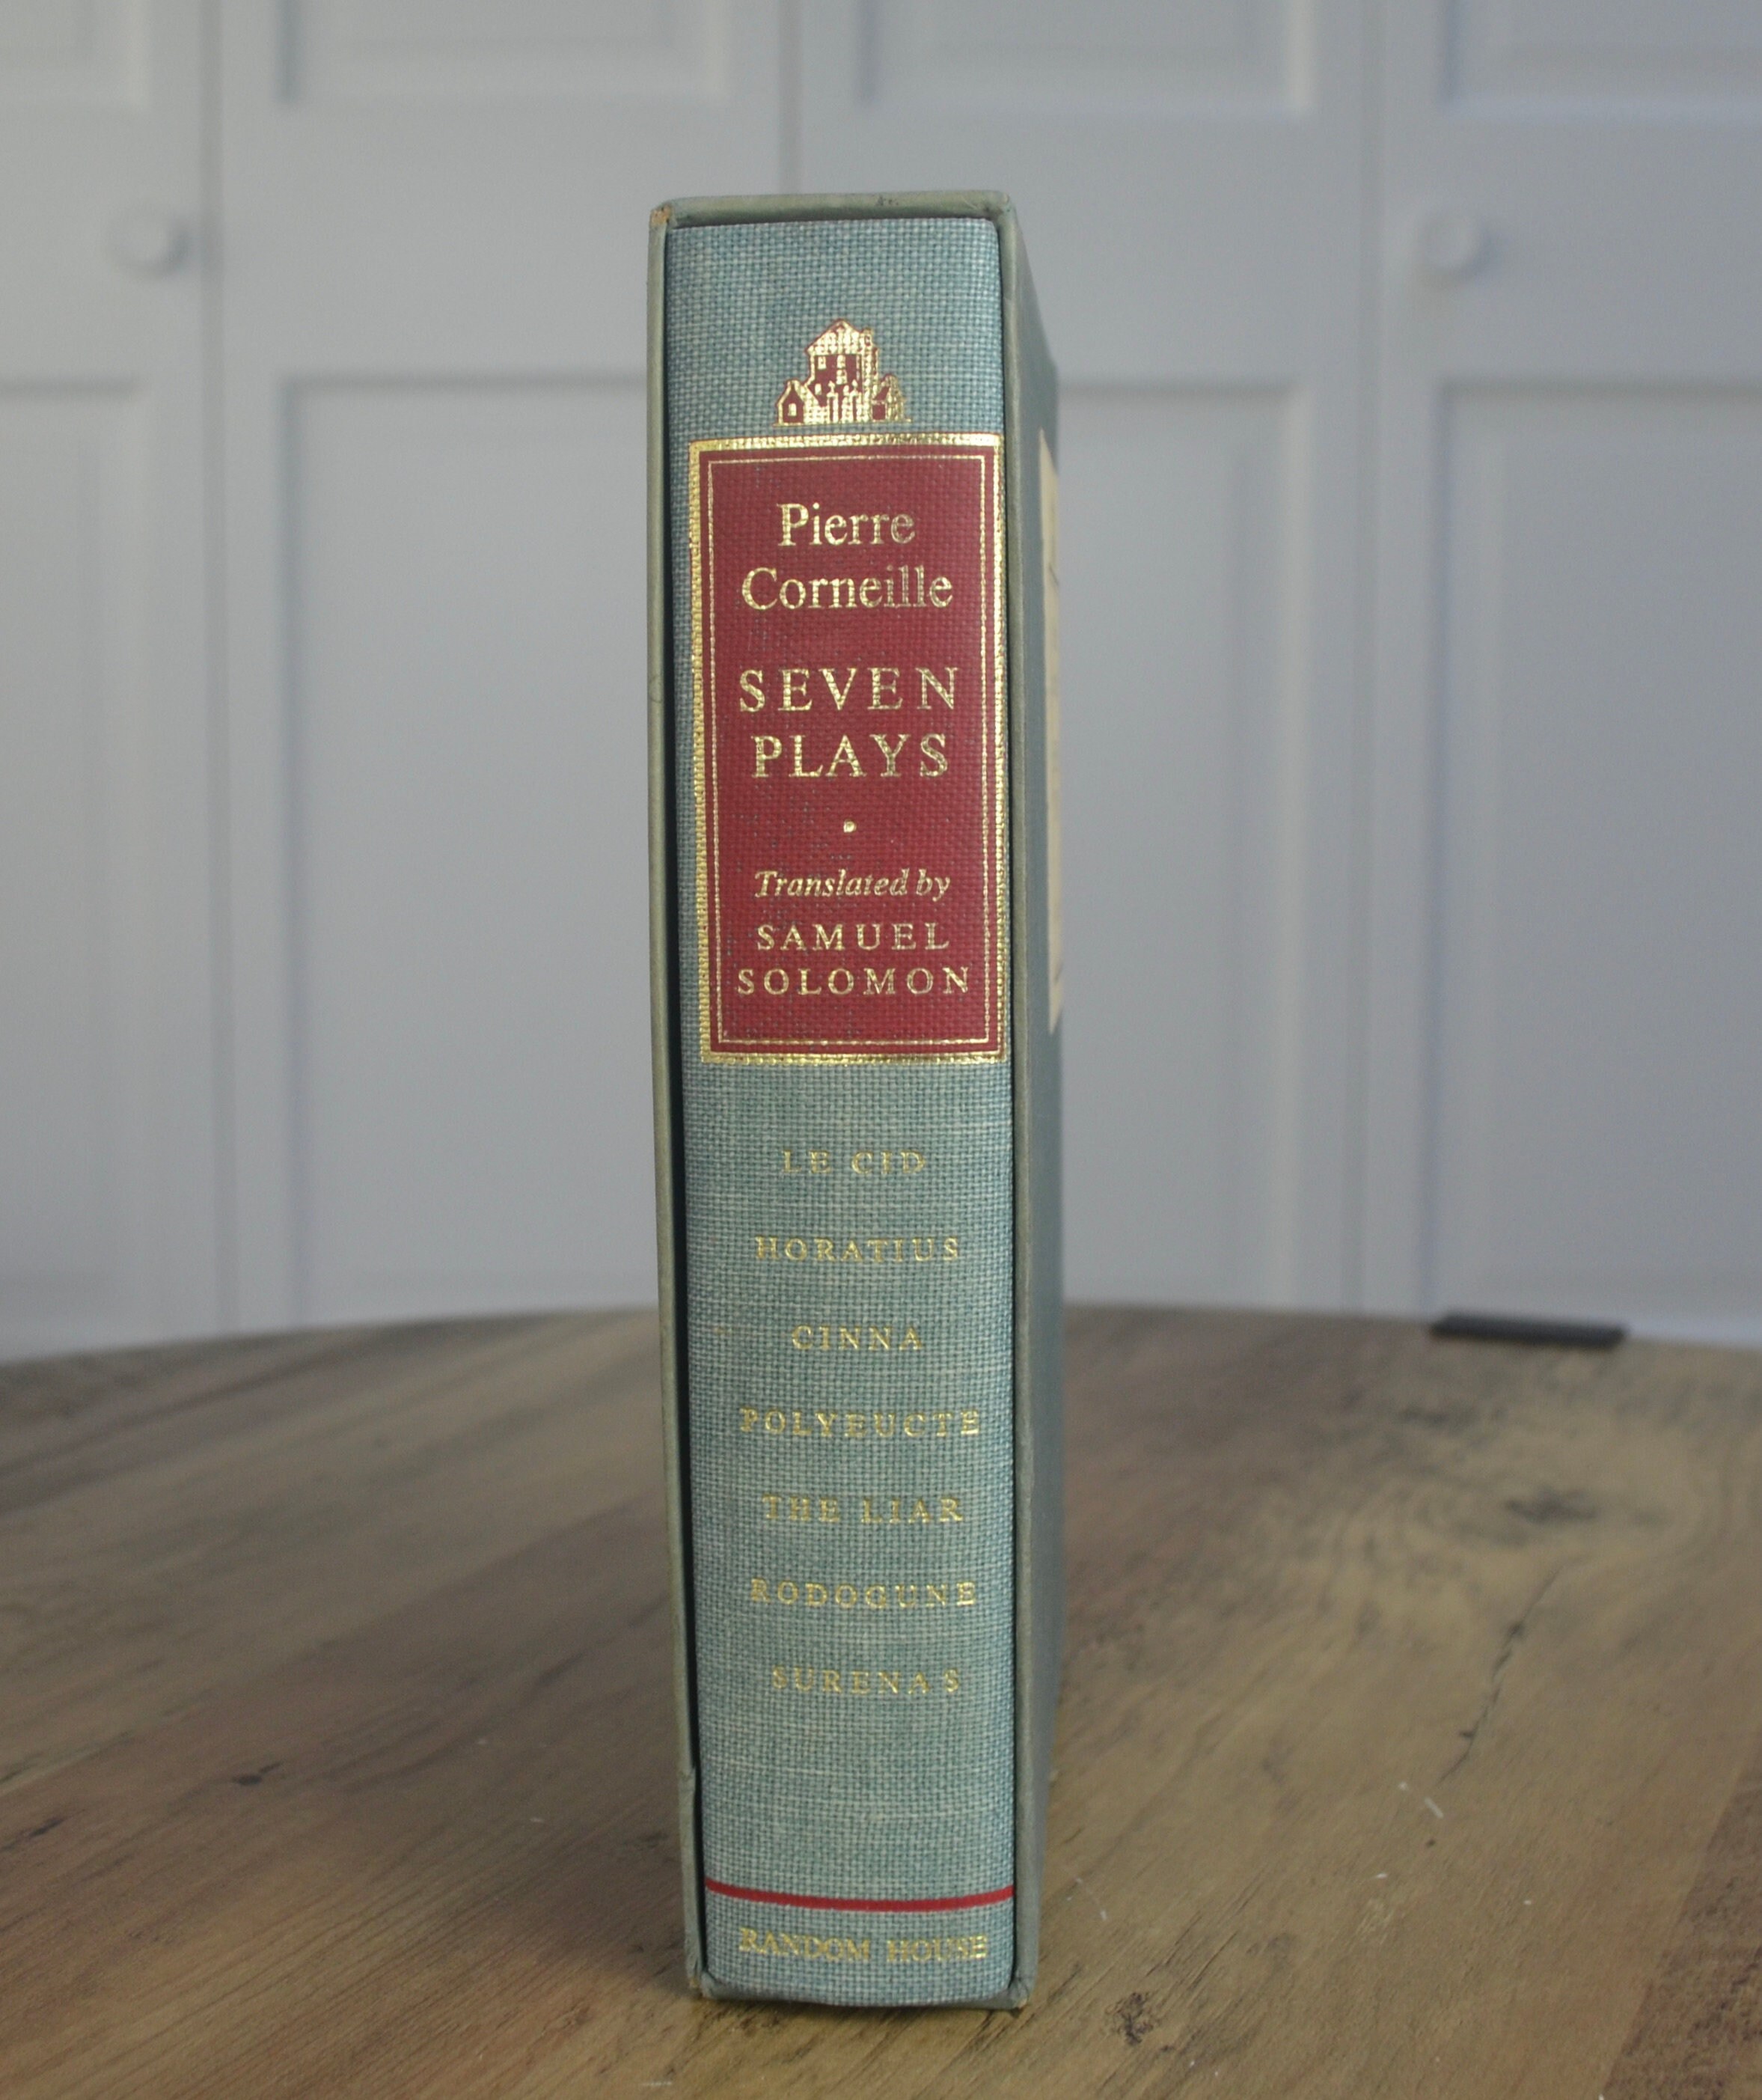 Pierre
Corneille
SEVEN
PLAYS
Translated by
SAMUEL
SOLOMON
LE CID
HORATIUS
CINNA
POLYEUCTE
THE LIAR
RODOGUNE
SURENAS
RANDOM HOUSE